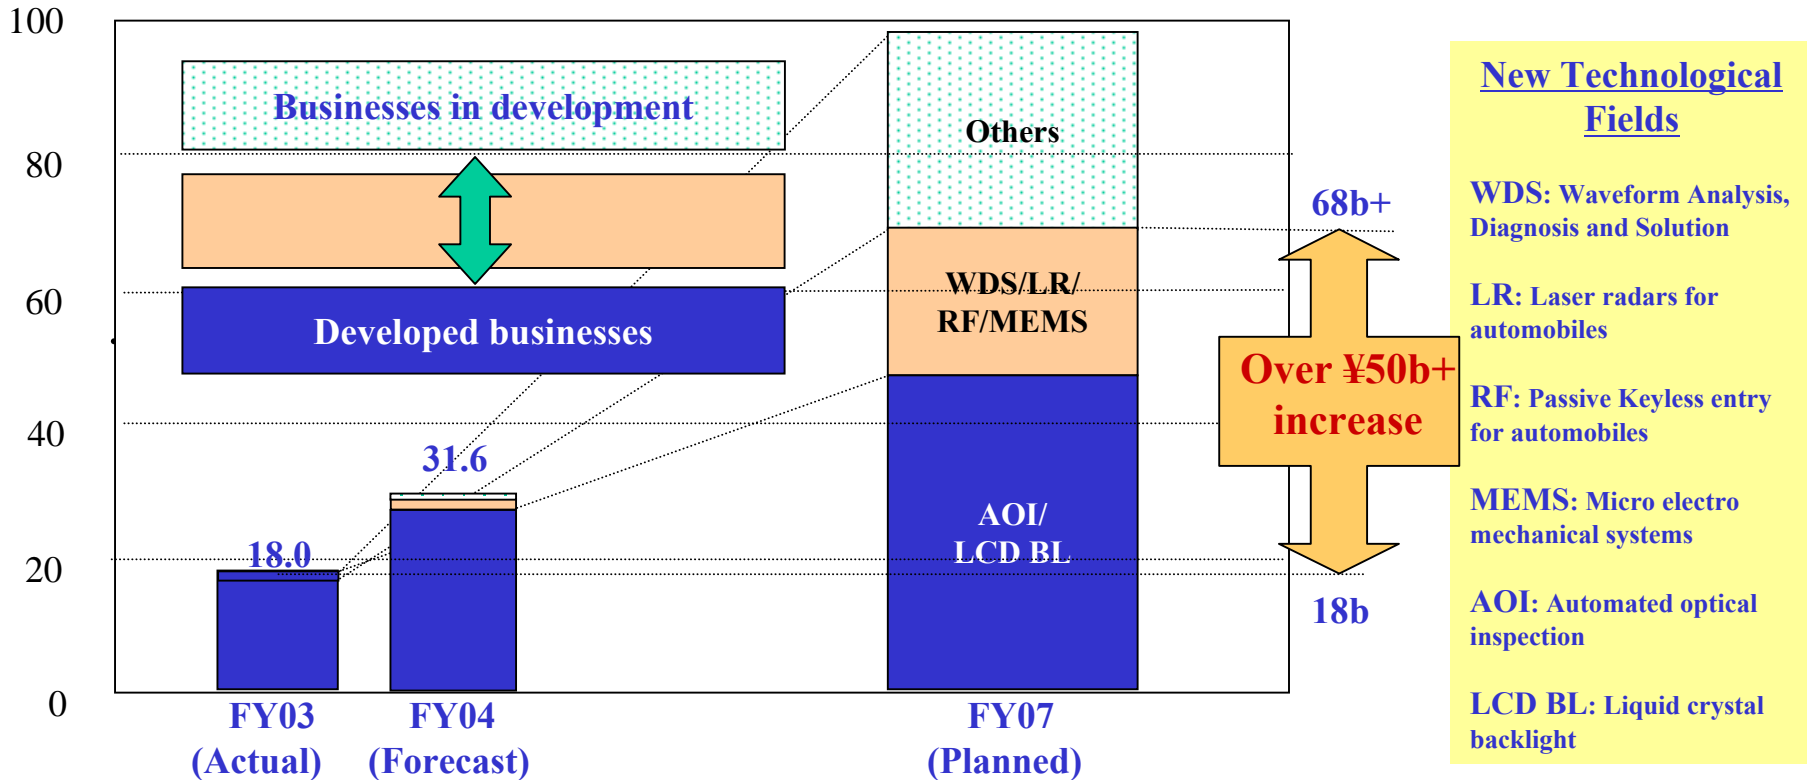 100
80
60
40
20
0
Businesses in development
Developed businesses
18.0
31.6
Others
WDS/LR/
RF/MEMS
AOI/
LCD BL
FY03
(Actual)
FY04
(Forecast)
FY07
(Planned)
68b+
Over ¥50b+
increase
18b
New Technological
Fields
WDS: Waveform Analysis,
Diagnosis and Solution
LR: Laser radars for
automobiles
RF: Passive Keyless entry
for automobiles
MEMS: Micro electro
mechanical systems
AOI: Automated optical
inspection
LCD BL: Liquid crystal
backlight